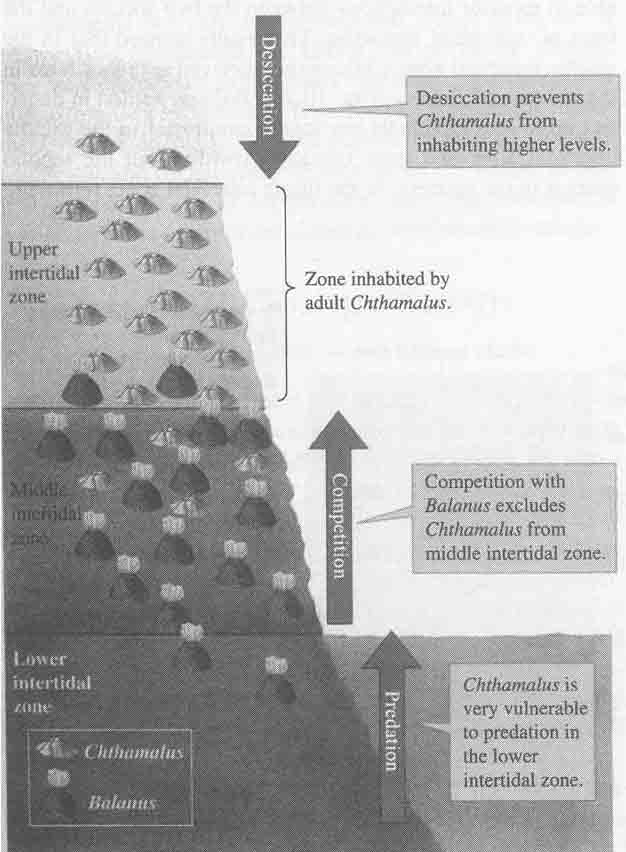 Desiccation
Desiccation prevents
Chthamalus from
inhabiting higher levels.
Upper
intertidal
zone
Zone inhabited by
adult Chthamalus.
Middle
intertidal
zone
Competition
Competition with
Balanus excludes
Chthamalus from
middle intertidal zone.
Lower
intertidal
zone
Predation
Chthamalus is
very vulnerable
to predation in
the lower
intertidal zone.
Chthamalus
Balanus